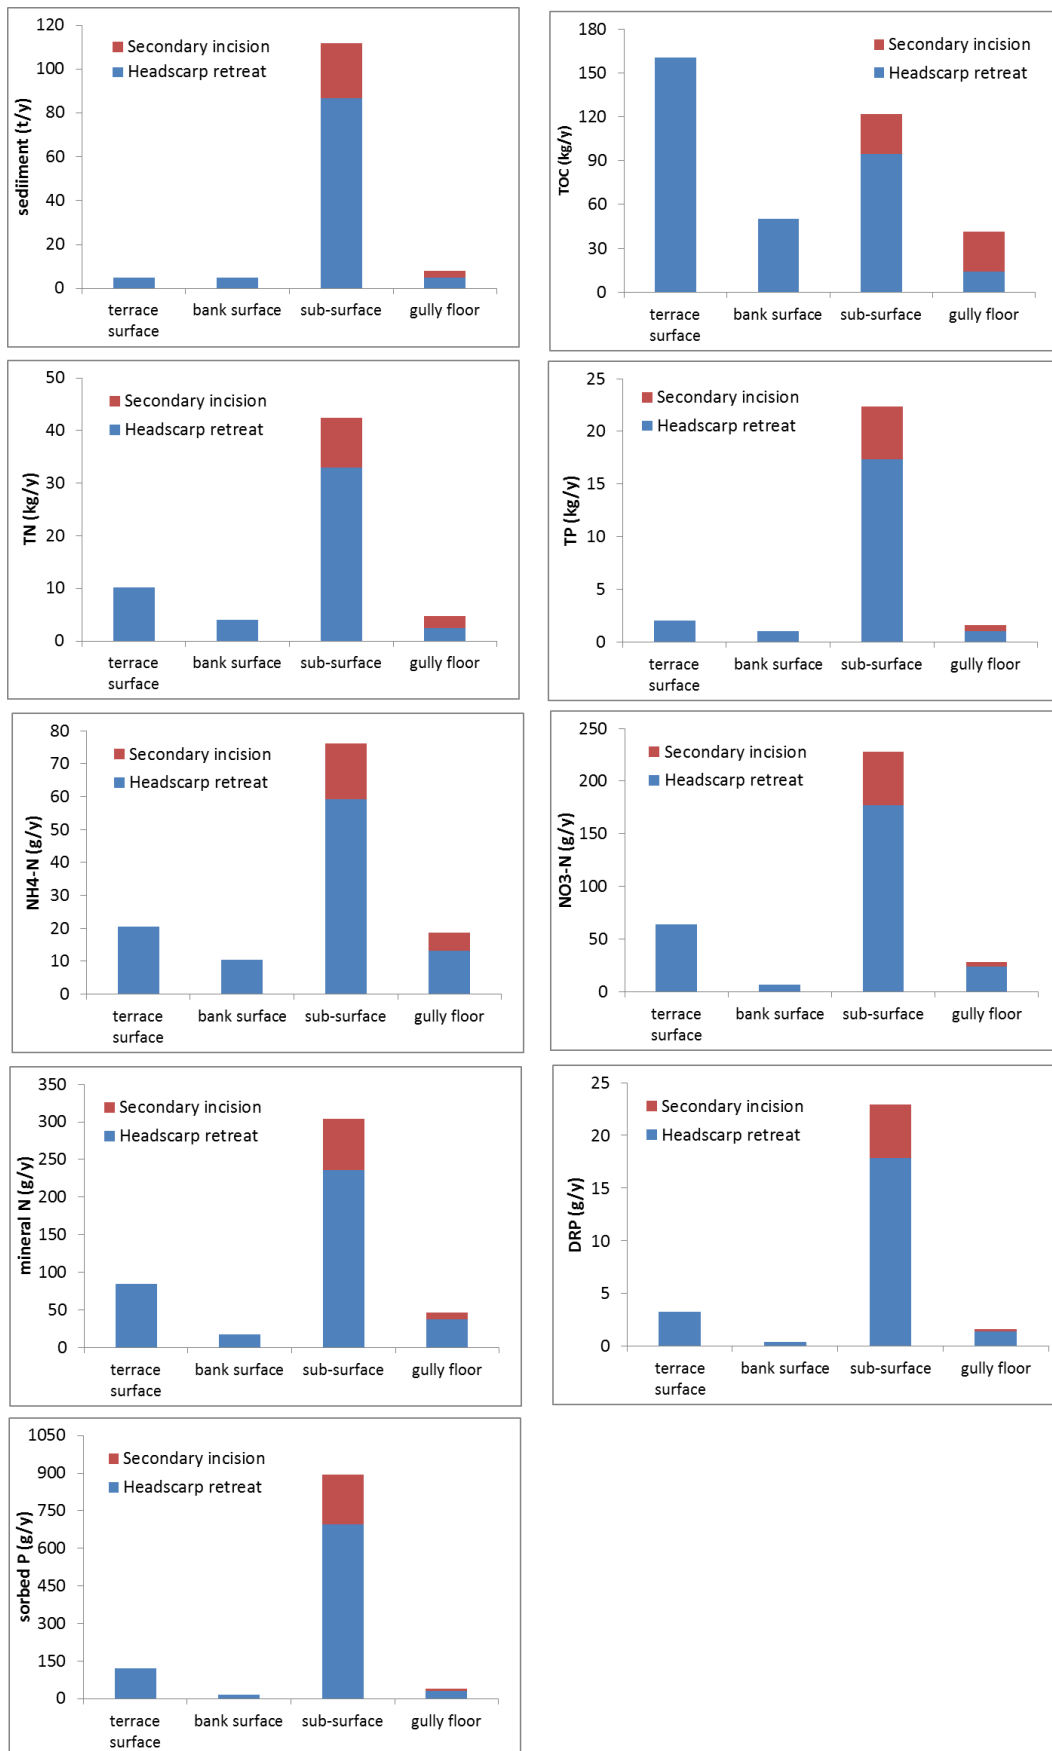 120
100
80
60
40
20
0
sediiment (t/y)
Secondary incision
Headscarp retreat
terrace
surface
bank surface
sub-surface
gully floor
180
150
120
90
60
30
0
TOC (kg/y)
Secondary incision
Headscarp retreat
terrace
surface
bank surface
sub-surface
gully floor
50
40
30
20
10
0
TN (kg/y)
Secondary incision
Headscarp retreat
terrace
surface
bank surface
sub-surface
gully floor
25
20
15
10
5
0
TP (kg/y)
Secondary incision
Headscarp retreat
terrace
surface
bank surface
sub-surface
gully floor
80
70
60
50
40
30
20
10
0
NH4-N (g/y)
Secondary incision
Headscarp retreat
terrace
surface
bank surface
sub-surface
gully floor
250
200
150
100
50
0
NO3-N (g/y)
Secondary incision
Headscarp retreat
terrace
surface
bank surface
sub-surface
gully floor
350
300
250
200
150
100
50
0
mineral N (g/y)
Secondary incision
Headscarp retreat
terrace
surface
bank surface
sub-surface
gully floor
25
20
15
10
5
0
DRP (g/y)
Secondary incision
Headscarp retreat
terrace
surface
bank surface
sub-surface
gully floor
1050
900
750
600
450
300
150
0
sorbed P (g/y)
Secondary incision
Headscarp retreat
terrace
surface
bank surface
sub-surface
gully floor